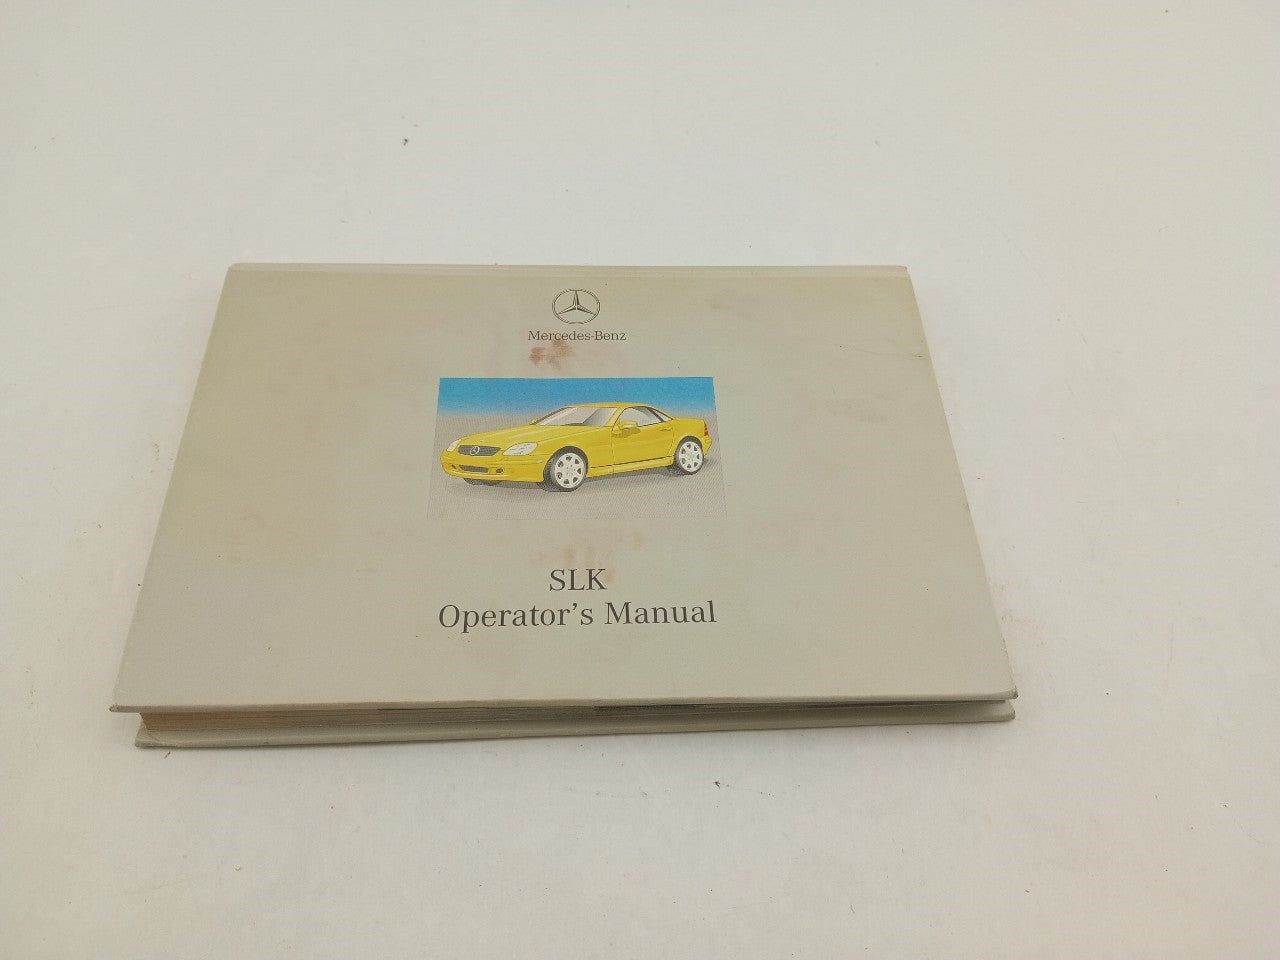 Mercedes-Benz
SLK
Operator's Manual